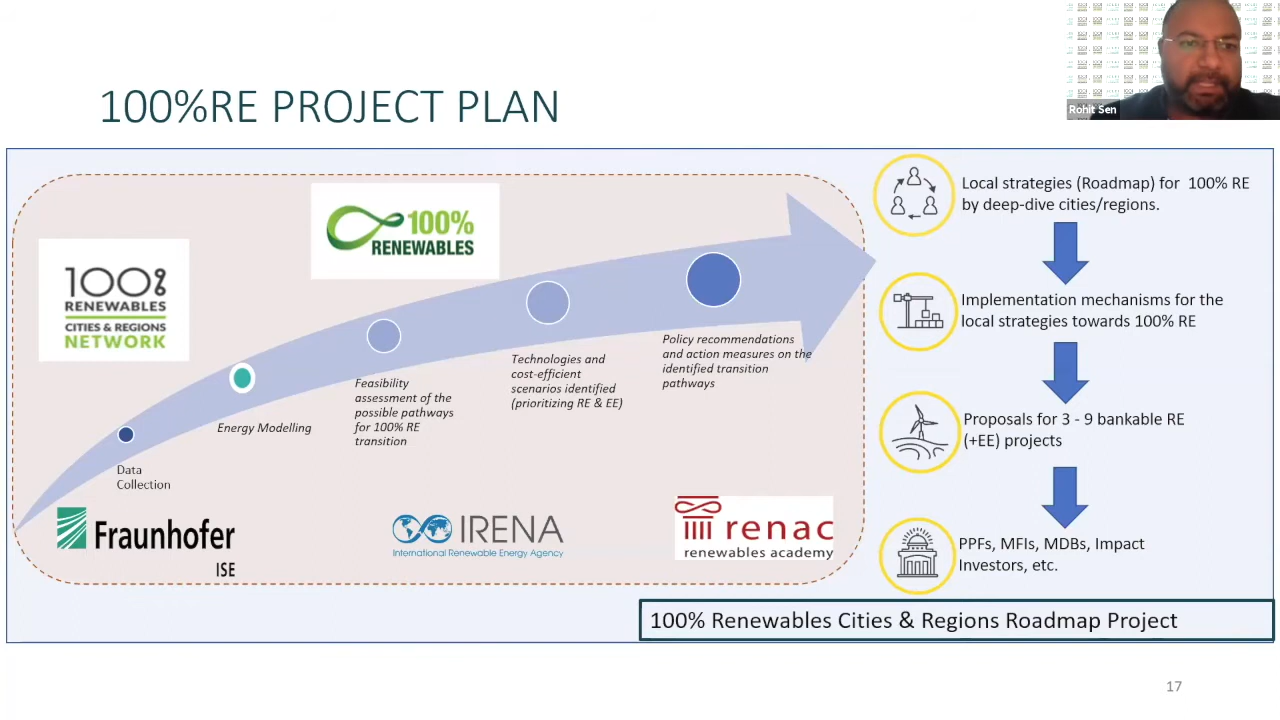 Rohit Sen
100%RE PROJECT PLAN
100%
RENEWABLES
CITIES & REGIONS
NETWORK
100%
RENEWABLES
Data
Collection
Energy Modelling
Feasibility
assessment of the
possible pathways
for 100% RE
transition
Technologies and
cost-efficient
scenarios identified
(prioritizing RE & EE)
Policy recommendations
and action measures on the
identified transition
pathways
Fraunhofer
ISE
IRENA
International Renewable Energy Agency
renac
renewables academy
Local strategies (Roadmap) for 100% RE
by deep-dive cities/regions.
Implementation mechanisms for the
local strategies towards 100% RE
Proposals for 3 - 9 bankable RE
(+EE) projects
PPFs, MFIs, MDBs, Impact
Investors, etc.
100% Renewables Cities & Regions Roadmap Project
17